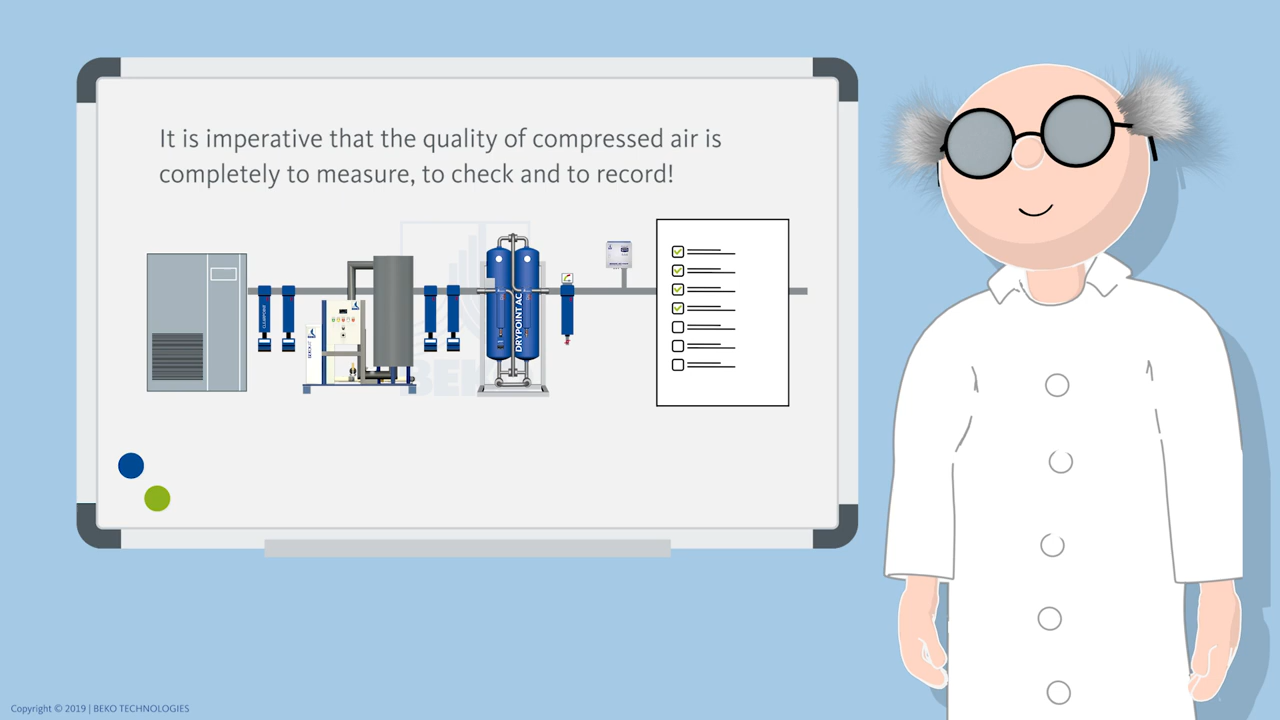 It is imperative that the quality of compressed air is
completely to measure, to check and to record!
DRYPOINT AC
BEK
Copyright © 2019 | BEKO TECHNOLOGIES